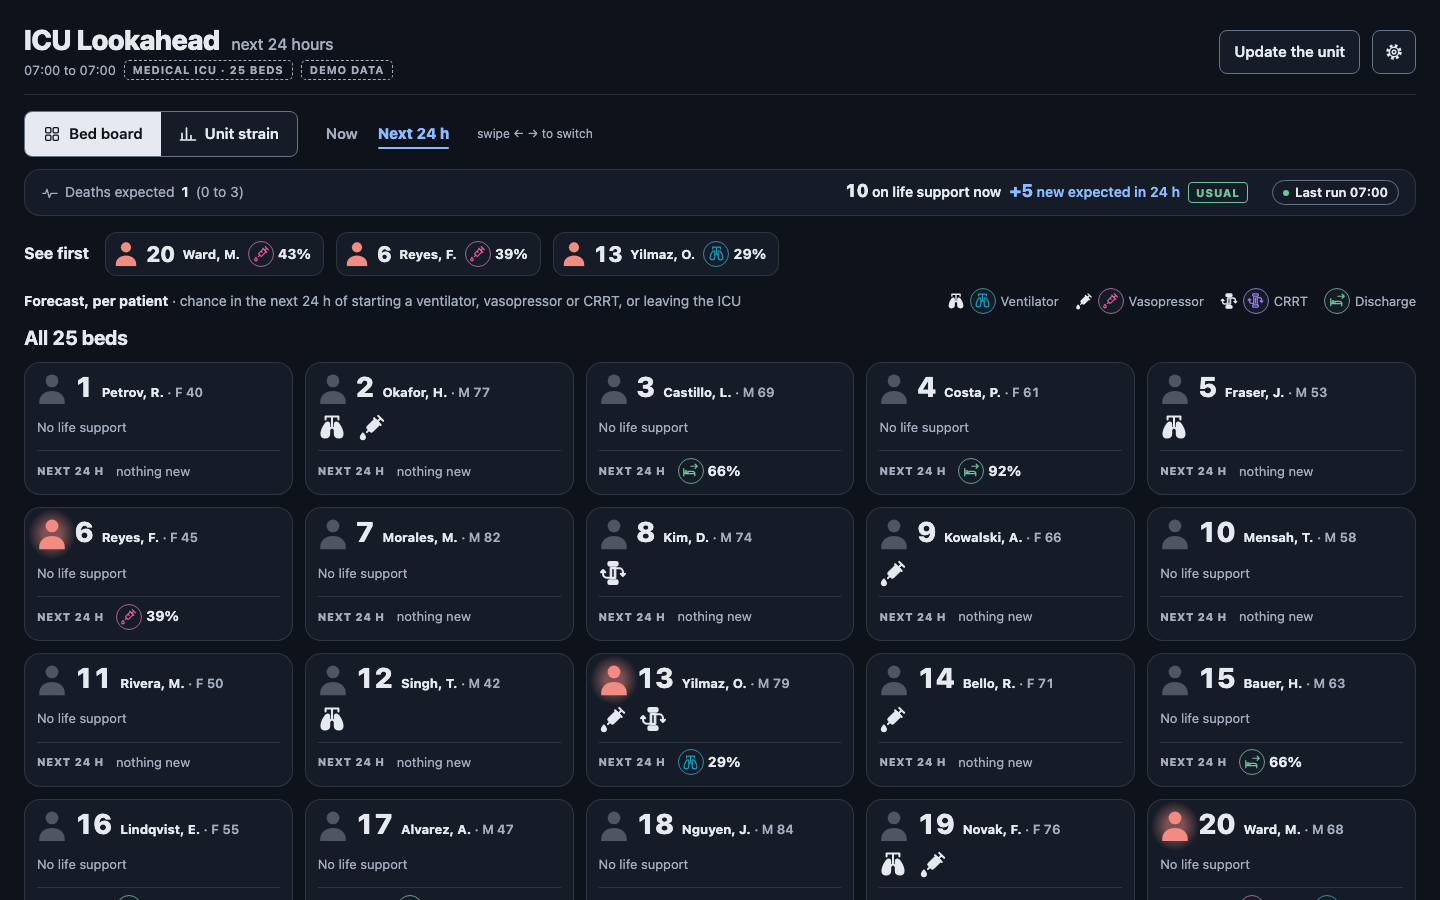 ICU Lookahead next 24 hours
07:00 to 07:00 MEDICAL ICU · 25 BEDS DEMO DATA
Update the unit
Bed board Unit strain Now Next 24 h swipe ← → to switch
Deaths expected 1 (0 to 3)
10 on life support now +5 new expected in 24 h USUAL Last run 07:00
See first 20 Ward, M. 43% 6 Reyes, F. 39% 13 Yilmaz, O. 29%
Forecast, per patient · chance in the next 24 h of starting a ventilator, vasopressor or CRRT, or leaving the ICU
Ventilator Vasopressor CRRT Discharge
All 25 beds
1 Petrov, R. · F 40
No life support
NEXT 24 H nothing new
2 Okafor, H. · M 77
NEXT 24 H nothing new
3 Castillo, L. · M 69
No life support
NEXT 24 H 66%
4 Costa, P. · F 61
No life support
NEXT 24 H 92%
5 Fraser, J. · M 53
NEXT 24 H nothing new
6 Reyes, F. · F 45
No life support
NEXT 24 H 39%
7 Morales, M. · M 82
No life support
NEXT 24 H nothing new
8 Kim, D. · M 74
NEXT 24 H nothing new
9 Kowalski, A. · F 66
NEXT 24 H nothing new
10 Mensah, T. · M 58
No life support
NEXT 24 H nothing new
11 Rivera, M. · F 50
No life support
NEXT 24 H nothing new
12 Singh, T. · M 42
NEXT 24 H nothing new
13 Yilmaz, O. · M 79
NEXT 24 H 29%
14 Bello, R. · F 71
NEXT 24 H nothing new
15 Bauer, H. · M 63
No life support
NEXT 24 H 66%
16 Lindqvist, E. · F 55
No life support
17 Alvarez, A. · M 47
No life support
18 Nguyen, J. · M 84
No life support
19 Novak, F. · F 76
20 Ward, M. · M 68
No life support